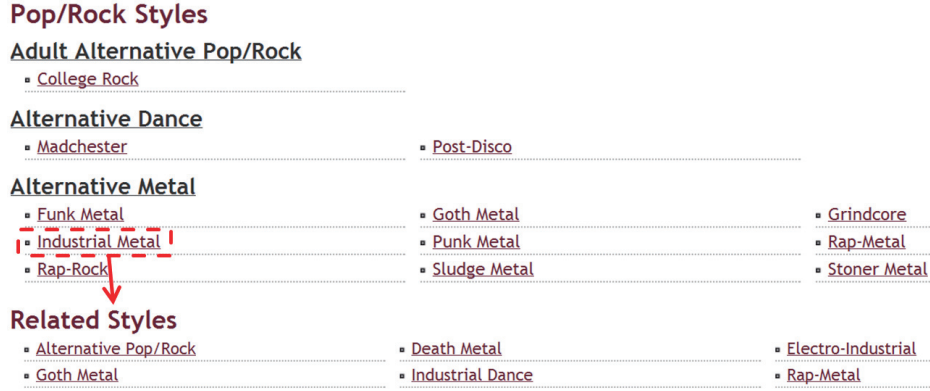 Pop/Rock Styles
Adult Alternative Pop/Rock
College Rock
Alternative Dance
Madchester Post-Disco
Alternative Metal
Funk Metal Goth Metal Grindcore
Industrial Metal Punk Metal Rap-Metal
Rap-Rock Sludge Metal Stoner Metal
Related Styles
Alternative Pop/Rock Death Metal Electro-Industrial
Goth Metal Industrial Dance Rap-Metal